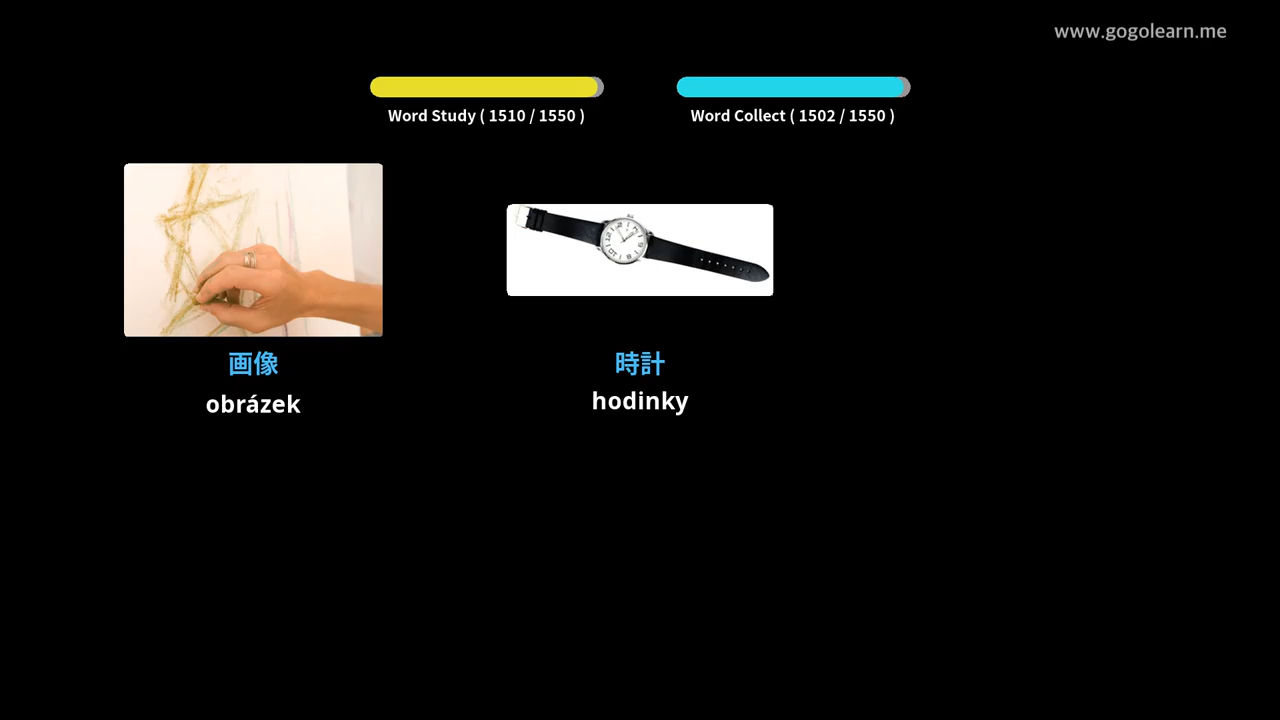 www.gogolearn.me
Word Study ( 1510 / 1550 )
Word Collect ( 1502 / 1550 )
画像
obrázek
時計
hodinky